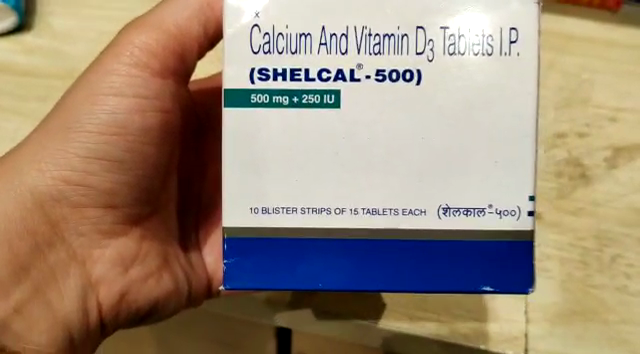 Calcium And Vitamin D3 Tablets I.P.
(SHELCAL®-500)
500 mg + 250 IU
10 BLISTER STRIPS OF 15 TABLETS EACH (शेलकाल®-५००)